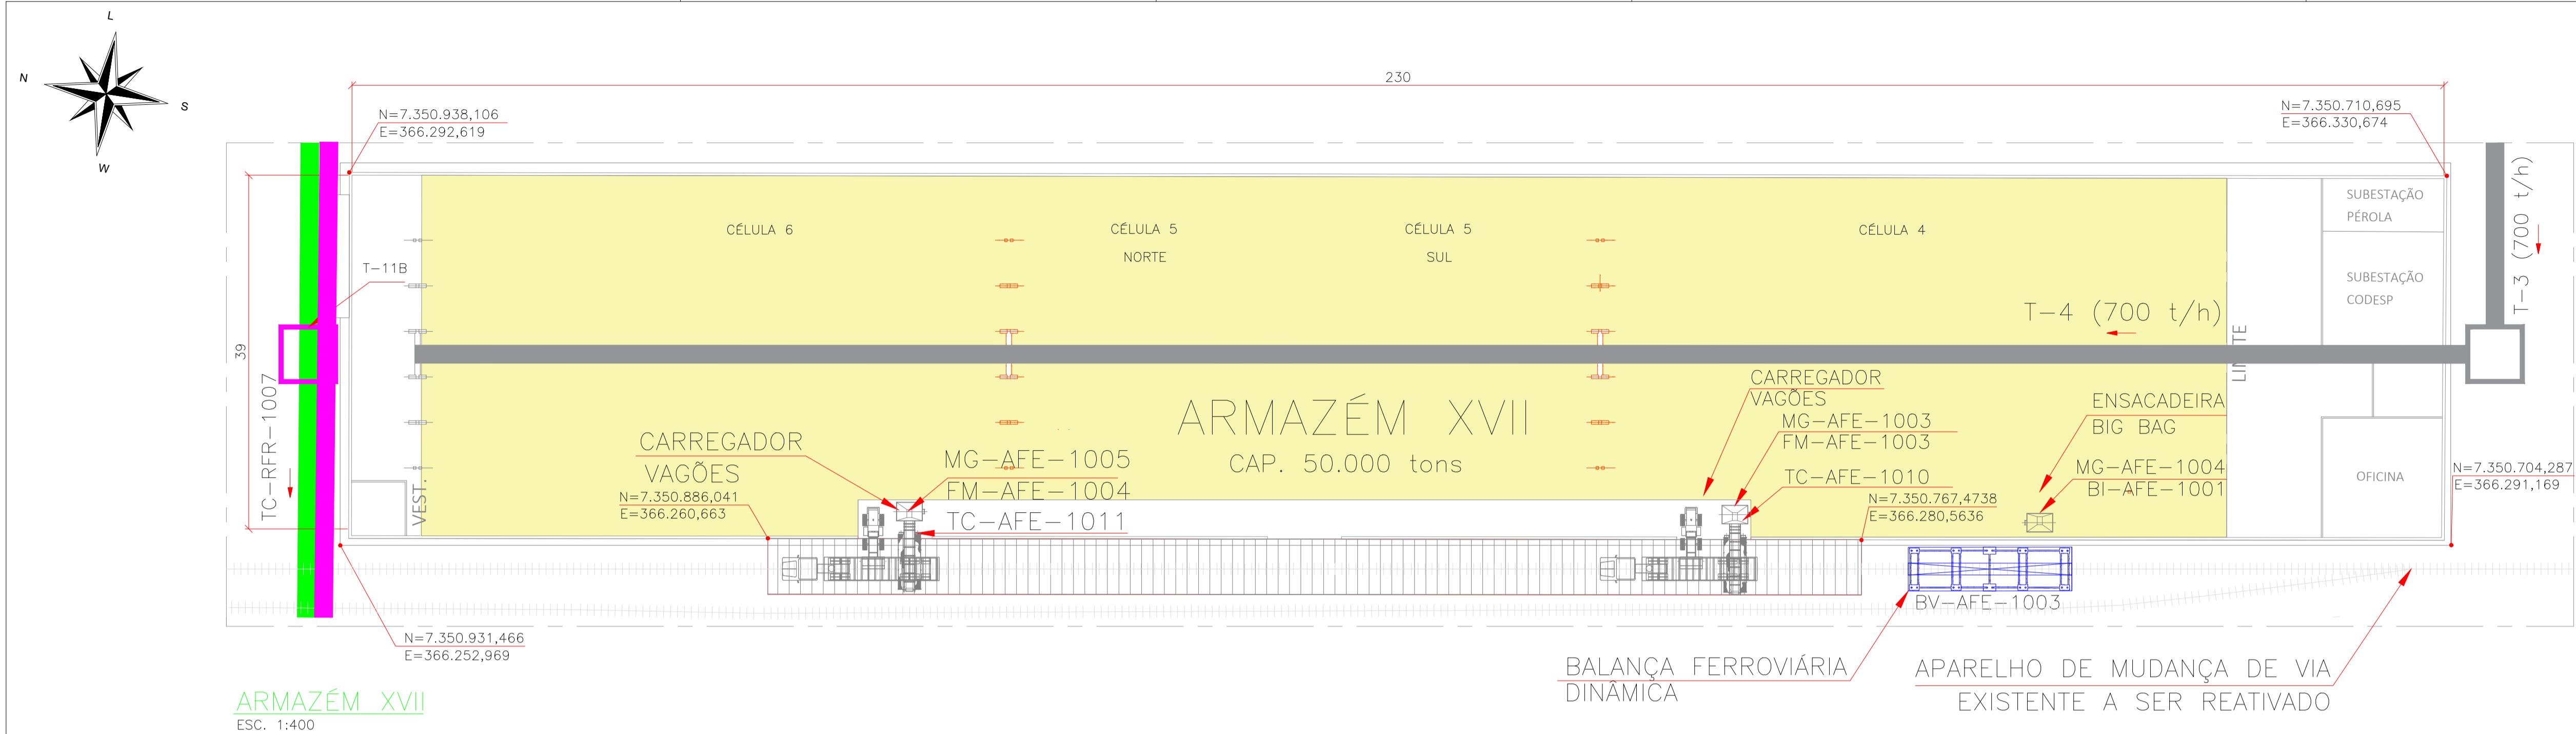 L
N
S
W
230
N=7.350.938,106
E=366.292,619
N=7.350.710,695
E=366.330,674
T-3 (700 t/h)
SUBESTAÇÃO
PÉROLA
CÉLULA 6
CÉLULA 5
NORTE
CÉLULA 5
SUL
CÉLULA 4
T-11B
SUBESTAÇÃO
CODESP
T-4 (700 t/h)
LIMITE
39
TC-RFR-1007
CARREGADOR
VAGÕES
MG-AFE-1003
FM-AFE-1003
TC-AFE-1010
ENSACADEIRA
BIG BAG
MG-AFE-1004
BI-AFE-1001
ARMAZÉM XVII
CAP. 50.000 tons
CARREGADOR
VAGÕES
MG-AFE-1005
FM-AFE-1004
TC-AFE-1011
VEST.
N=7.350.886,041
E=366.260,663
N=7.350.767,4738
E=366.280,5636
OFICINA
N=7.350.704,287
E=366.291,169
BV-AFE-1003
N=7.350.931,466
E=366.252,969
BALANÇA FERROVIÁRIA
DINÂMICA
APARELHO DE MUDANÇA DE VIA
EXISTENTE A SER REATIVADO
ARMAZÉM XVII
ESC. 1:400